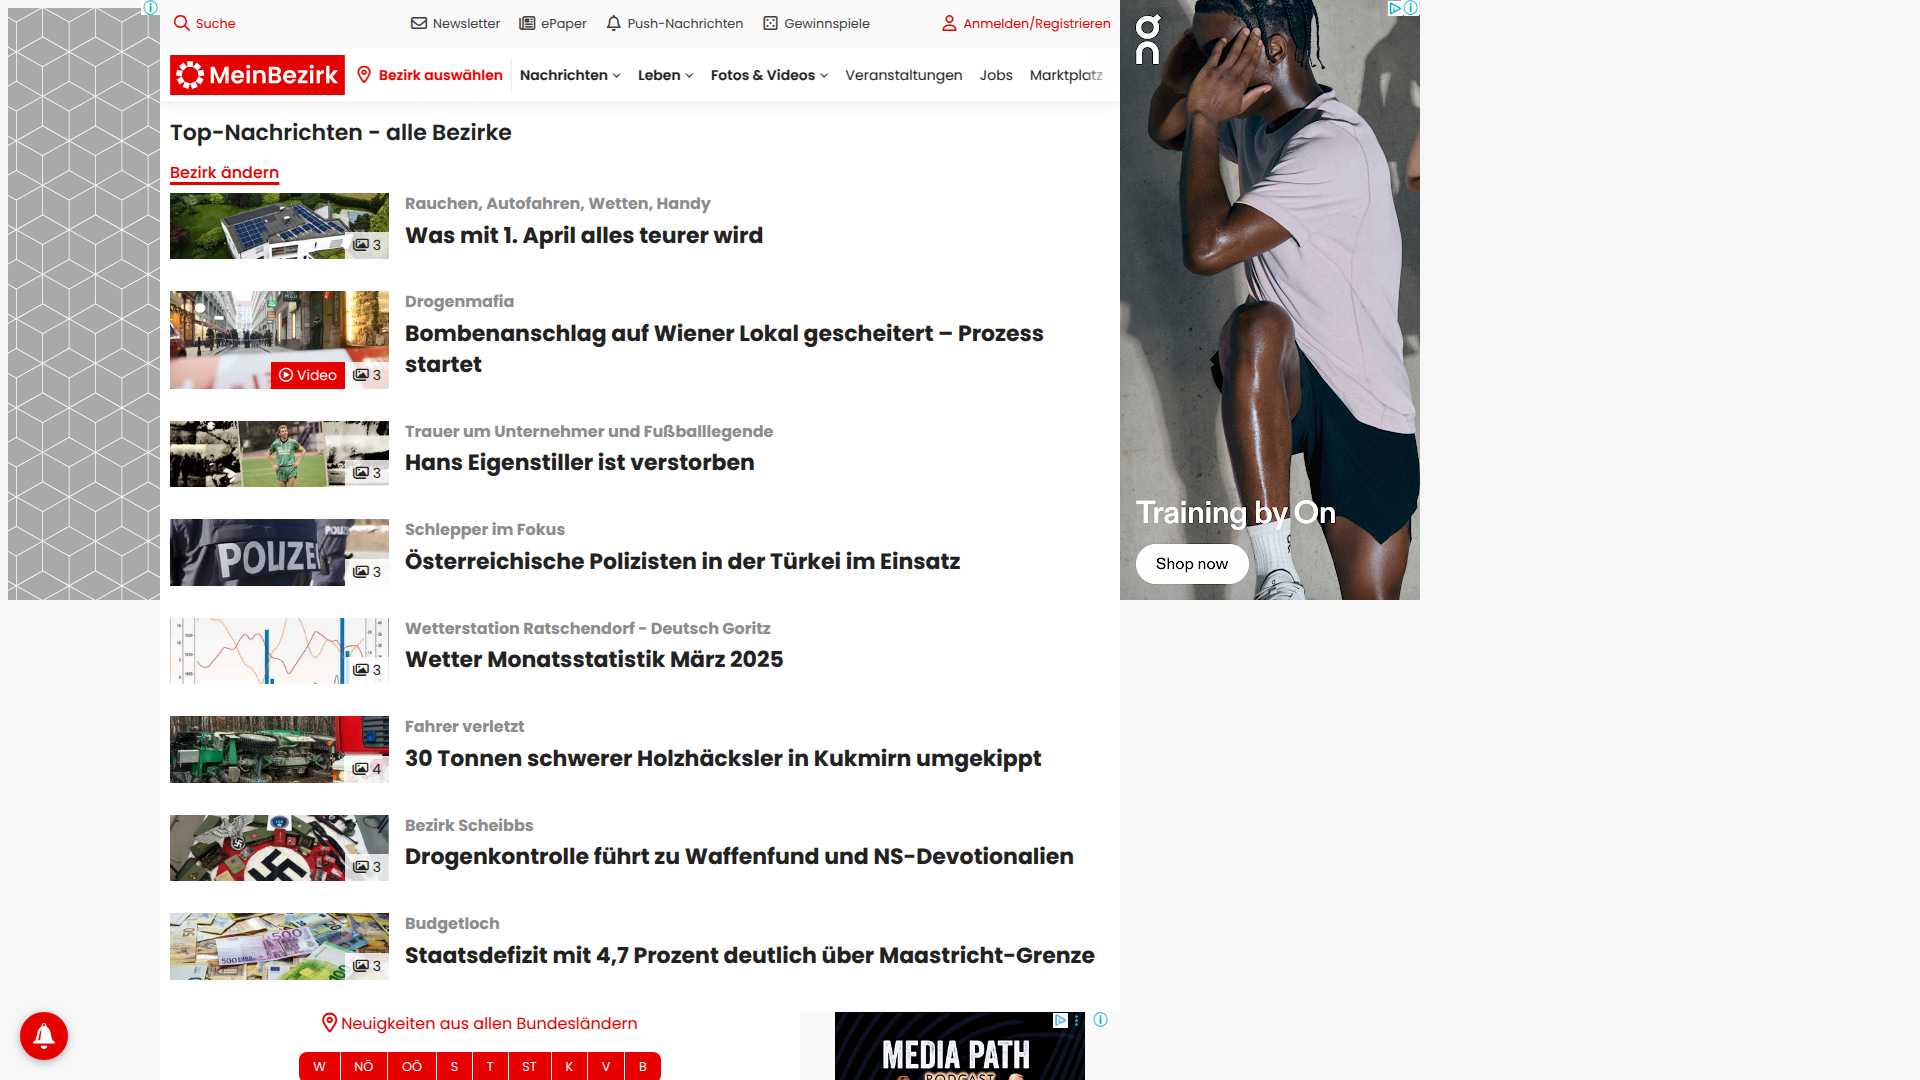 Suche
Newsletter
ePaper
Push-Nachrichten
Gewinnspiele
Anmelden/Registrieren
MeinBezirk
Bezirk auswählen
Nachrichten
Leben
Fotos & Videos
Veranstaltungen
Jobs
Marktplatz
Top-Nachrichten - alle Bezirke
Bezirk ändern
3
Rauchen, Autofahren, Wetten, Handy
Was mit 1. April alles teurer wird
Video
3
Drogenmafia
Bombenanschlag auf Wiener Lokal gescheitert – Prozess
startet
3
Trauer um Unternehmer und Fußballlegende
Hans Eigenstiller ist verstorben
POLIZEI
3
Schlepper im Fokus
Österreichische Polizisten in der Türkei im Einsatz
3
Wetterstation Ratschendorf - Deutsch Goritz
Wetter Monatsstatistik März 2025
4
Fahrer verletzt
30 Tonnen schwerer Holzhäcksler in Kukmirn umgekippt
3
Bezirk Scheibbs
Drogenkontrolle führt zu Waffenfund und NS-Devotionalien
500
3
Budgetloch
Staatsdefizit mit 4,7 Prozent deutlich über Maastricht-Grenze
Neuigkeiten aus allen Bundesländern
W NÖ OÖ S T ST K V B
On
Training by On
Shop now
MEDIA PATH
PODCAST